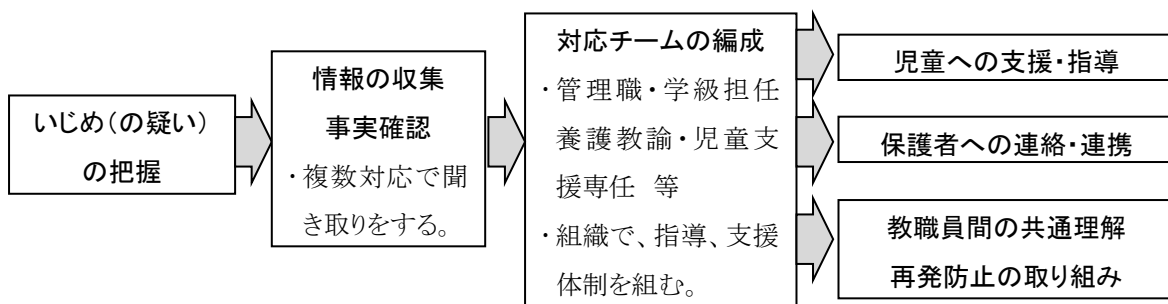 いじめ(の疑い)
の把握
情報の収集
事実確認
・複数対応で聞
き取りをする。
対応チームの編成
・管理職・学級担任
養護教諭・児童支
援専任 等
・組織で、指導、支援
体制を組む。
児童への支援・指導
保護者への連絡・連携
教職員間の共通理解
再発防止の取り組み